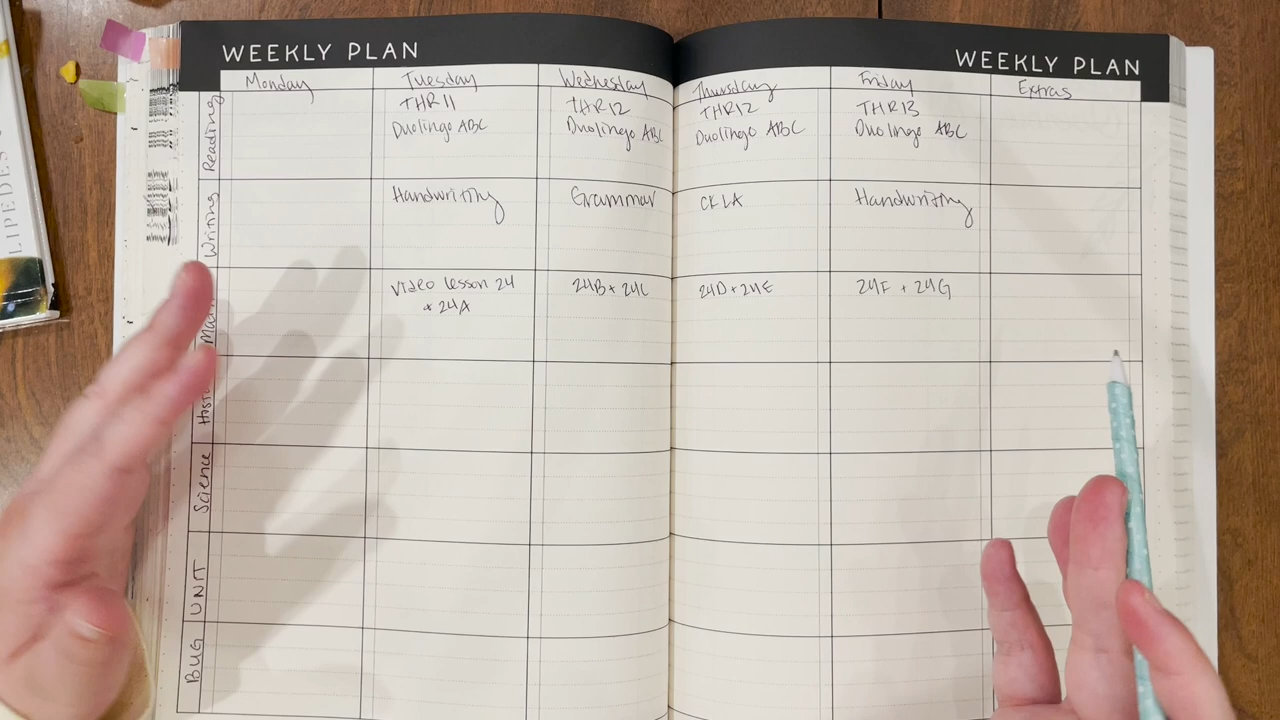 WEEKLY PLAN
WEEKLY PLAN
Monday
Tuesday
Wednesday
Thursday
Friday
Extras
Reading
THR11
THR12
THR12
THR13
Duolingo ABC
Duolingo ABC
Duolingo ABC
Duolingo ABC
Writing
Handwriting
Grammar
CKLA
Handwriting
video lesson 24
+ 24A
24B + 24C
24D + 24E
24F + 24G
Science
BUG UNIT
LIPEDES